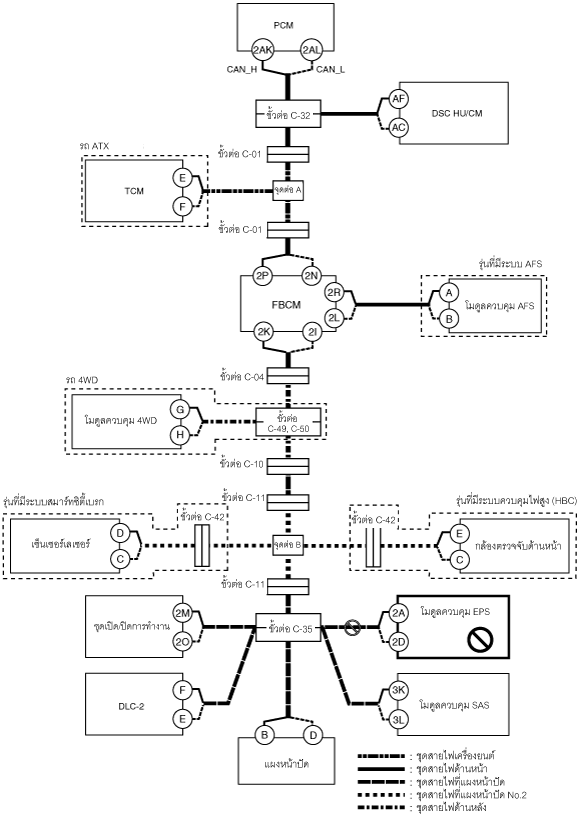 PCM
2AK
2AL
CAN_H
CAN_L
ขั้วต่อ C-32
AF
AC
DSC HU/CM
ขั้วต่อ C-01
รถ ATX
TCM
E
F
จุดต่อ A
ขั้วต่อ C-01
2P
2N
FBCM
2R
2L
2K
2I
รุ่นที่มีระบบ AFS
A
B
โมดูลควบคุม AFS
ขั้วต่อ C-04
รถ 4WD
โมดูลควบคุม 4WD
G
H
ขั้วต่อ
C-49, C-50
ขั้วต่อ C-10
ขั้วต่อ C-11
รุ่นที่มีระบบสมาร์ทซิตี้เบรก
ขั้วต่อ C-42
เซ็นเซอร์เลเซอร์
D
C
จุดต่อ B
รุ่นที่มีระบบควบคุมไฟสูง (HBC)
ขั้วต่อ C-42
E
C
กล้องตรวจจับด้านหน้า
ขั้วต่อ C-11
ชุดเปิด/ปิดการทำงาน
2M
2O
ขั้วต่อ C-35
2A
2D
โมดูลควบคุม EPS
DLC-2
F
E
3K
3L
โมดูลควบคุม SAS
B
D
แผงหน้าปัด
: ชุดสายไฟเครื่องยนต์
: ชุดสายไฟด้านหน้า
: ชุดสายไฟที่แผงหน้าปัด
: ชุดสายไฟที่แผงหน้าปัด No.2
: ชุดสายไฟด้านหลัง